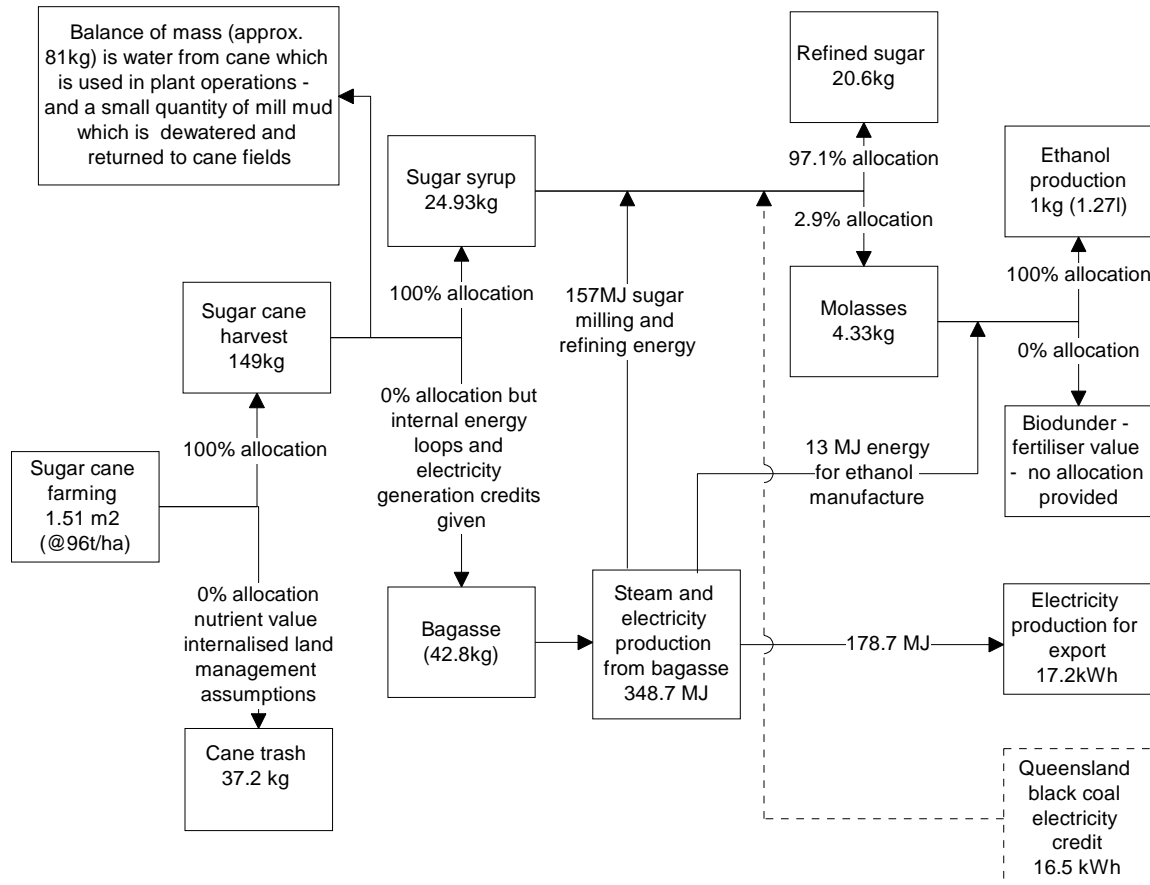 Balance of mass (approx.
81kg) is water from cane which
is used in plant operations -
and a small quantity of mill mud
which is  dewatered and
returned to cane fields
Refined sugar
20.6kg
97.1% allocation
Ethanol
production
1kg (1.27l)
Sugar syrup
24.93kg
2.9% allocation
100% allocation
157MJ sugar
milling and
refining energy
Molasses
4.33kg
100% allocation
Sugar cane
harvest
149kg
0% allocation
0% allocation but
internal energy
loops and
electricity
generation credits
given
Biodunder -
fertiliser value
-  no allocation
provided
100% allocation
13 MJ energy
for ethanol
manufacture
Sugar cane
farming
1.51 m2
(@96t/ha)
0% allocation
nutrient value
internalised land
management
assumptions
Bagasse
(42.8kg)
Steam and
electricity
production
from bagasse
348.7 MJ
178.7 MJ
Electricity
production for
export
17.2kWh
Cane trash
37.2 kg
Queensland
black coal
electricity
credit
16.5 kWh